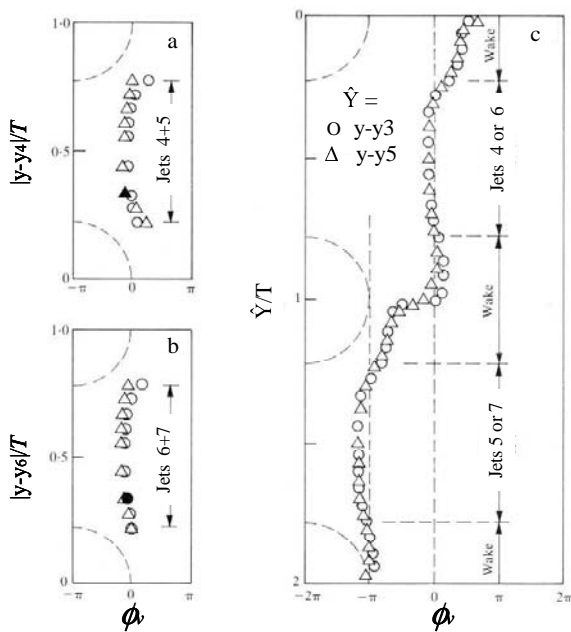 a
1·0
0·5
0
|y-y4|/T
Jets 4+5
−π
0
π
b
1·0
0·5
0
|y-y6|/T
Jets 6+7
−π
0
π
ϕv
c
0
1
2
Ŷ/T
Ŷ =
O y-y3
Δ y-y5
Wake
Jets 4 or 6
Wake
Jets 5 or 7
Wake
−2π
−π
0
π
2π
ϕv